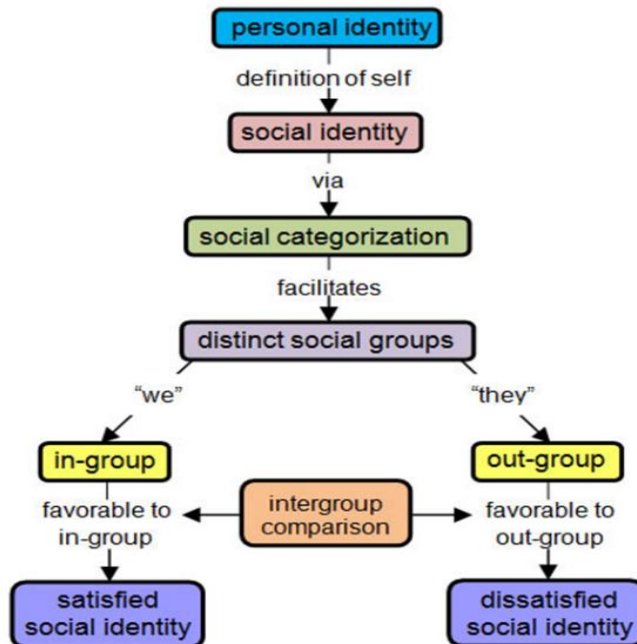 personal identity
definition of self
social identity
via
social categorization
facilitates
distinct social groups
“we”
“they”
in-group
out-group
favorable to
in-group
intergroup
comparison
favorable to
out-group
satisfied
social identity
dissatisfied
social identity